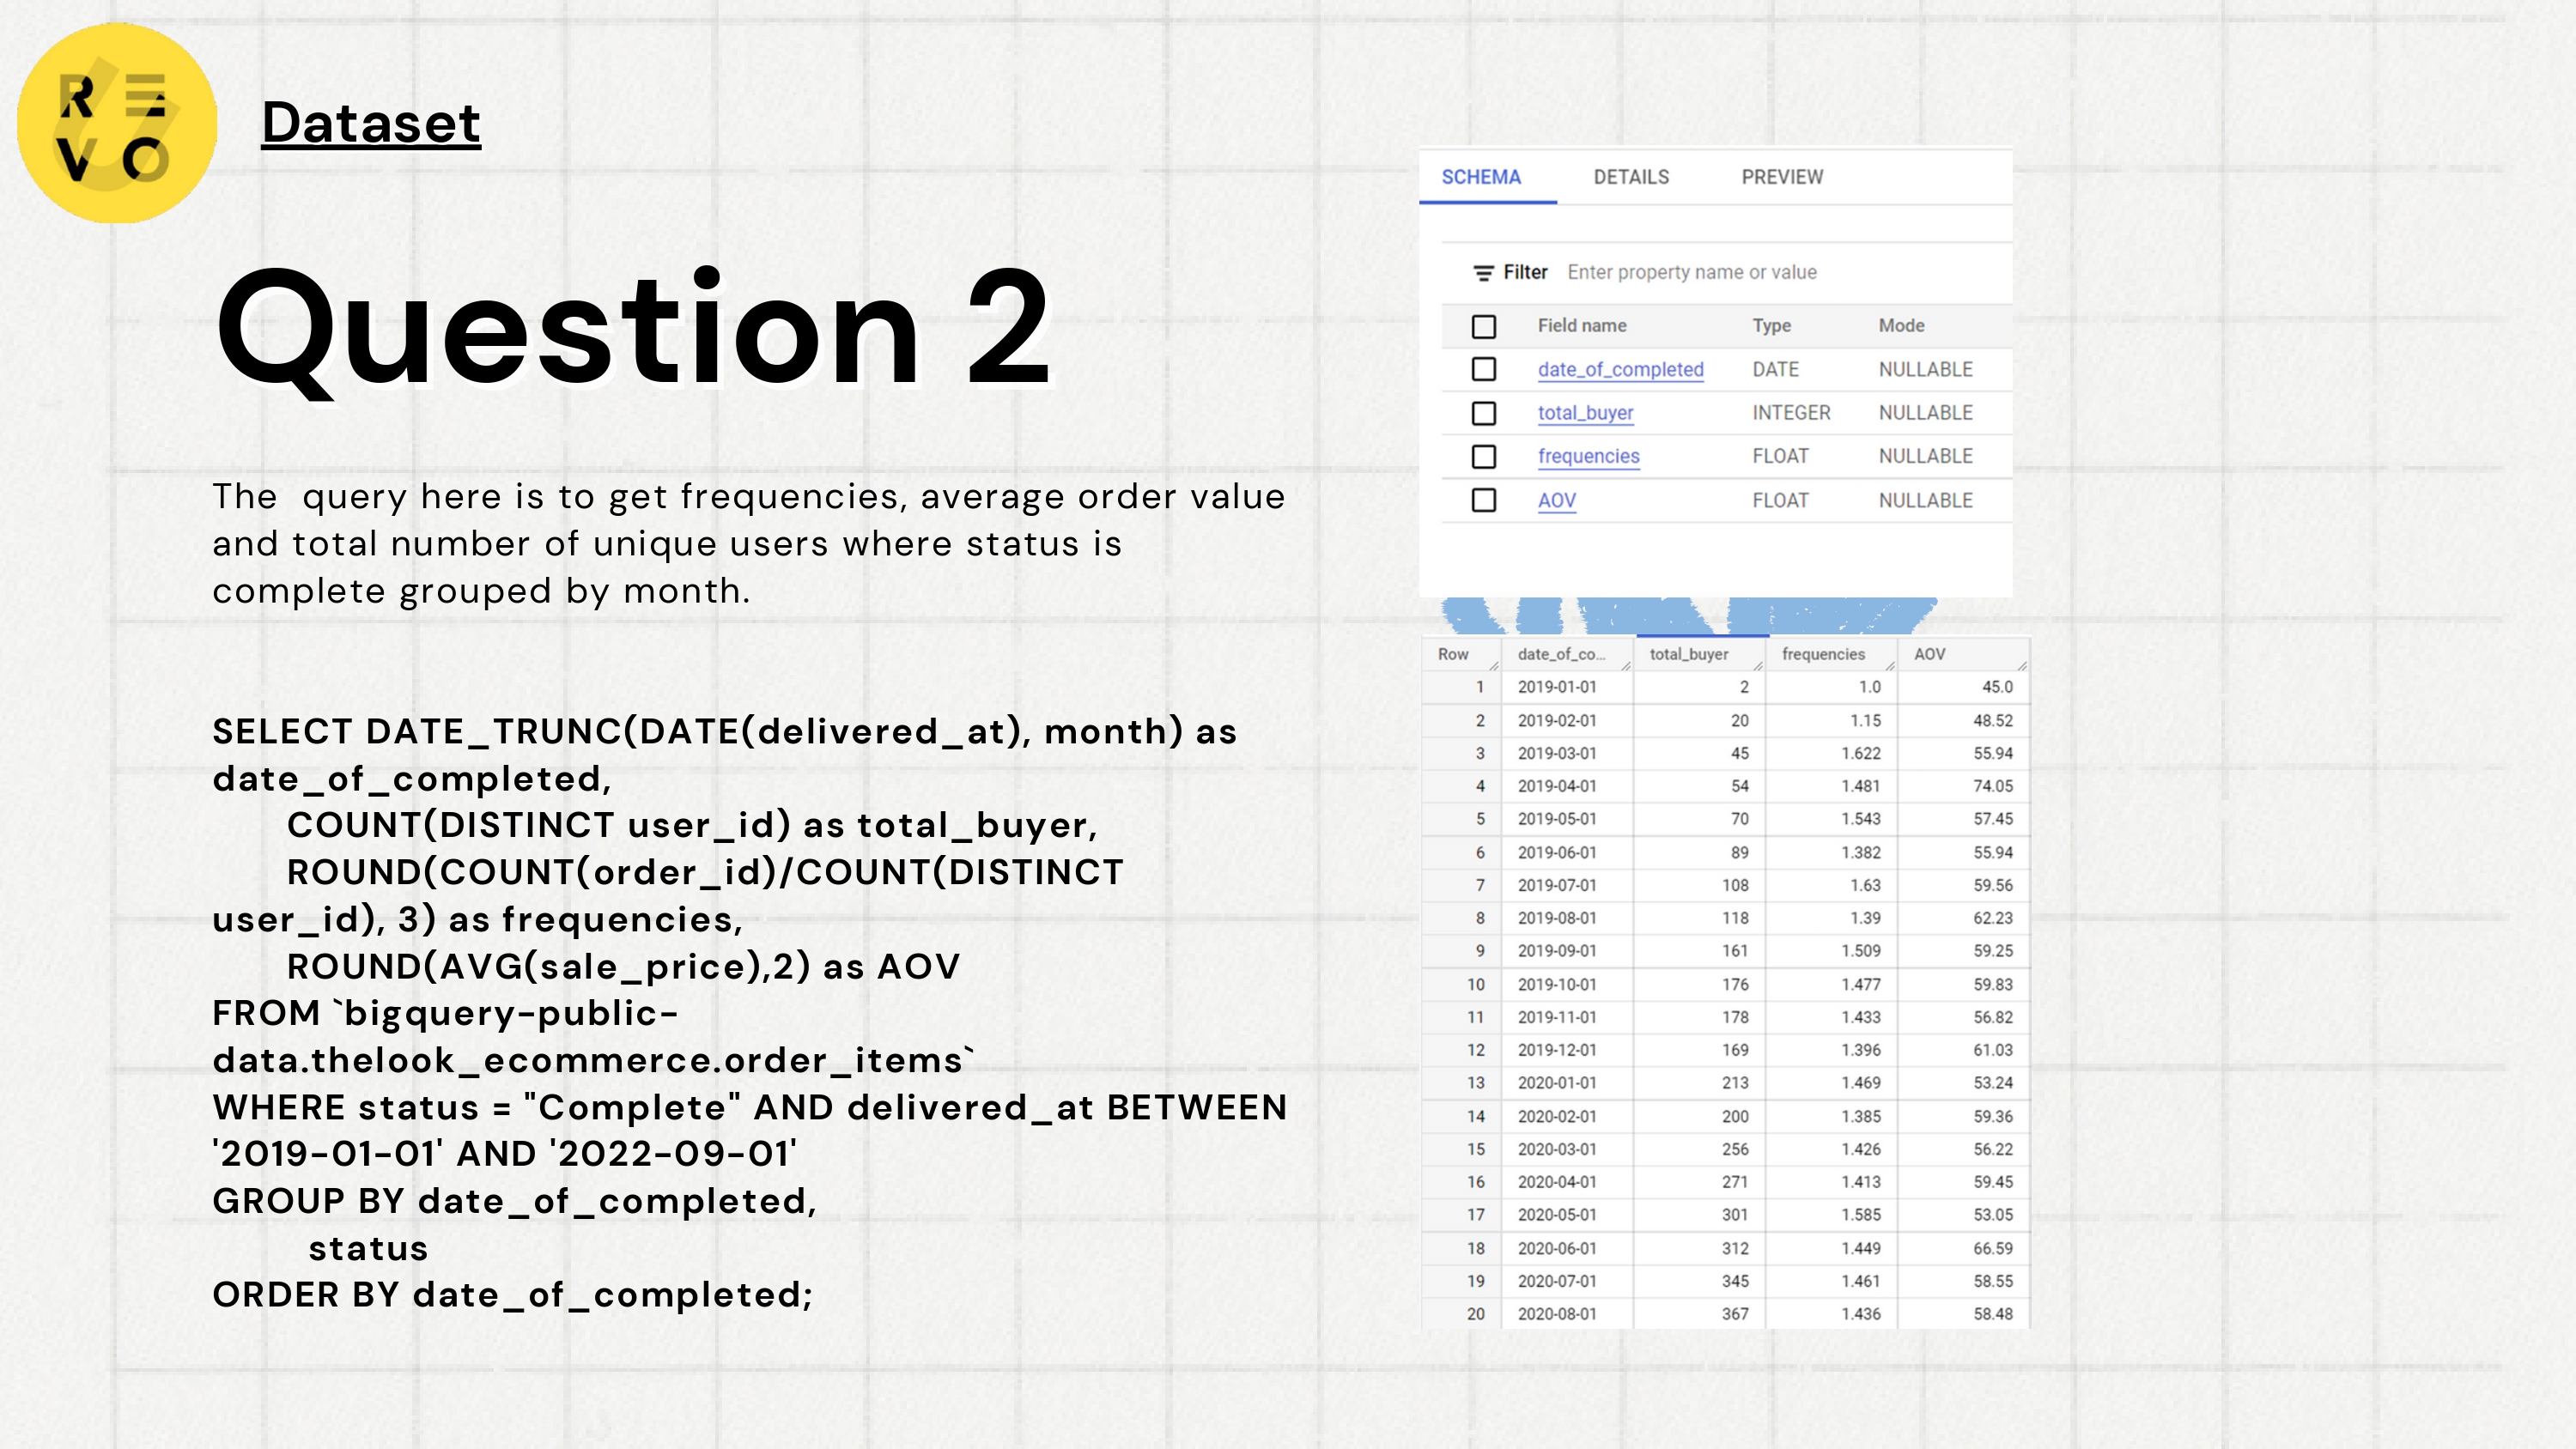 RE
VO
Dataset
Question 2
The  query here is to get frequencies, average order value
and total number of unique users where status is
complete grouped by month.
SELECT DATE_TRUNC(DATE(delivered_at), month) as
date_of_completed,
COUNT(DISTINCT user_id) as total_buyer,
ROUND(COUNT(order_id)/COUNT(DISTINCT
user_id), 3) as frequencies,
ROUND(AVG(sale_price),2) as AOV
FROM `bigquery-public-
data.thelook_ecommerce.order_items`
WHERE status = "Complete" AND delivered_at BETWEEN
'2019-01-01' AND '2022-09-01'
GROUP BY date_of_completed,
status
ORDER BY date_of_completed;
SCHEMA DETAILS PREVIEW
Filter Enter property name or value
Field name Type Mode
date_of_completed DATE NULLABLE
total_buyer INTEGER NULLABLE
frequencies FLOAT NULLABLE
AOV FLOAT NULLABLE
Row date_of_co... total_buyer frequencies AOV
1 2019-01-01 2 1.0 45.0
2 2019-02-01 20 1.15 48.52
3 2019-03-01 45 1.622 55.94
4 2019-04-01 54 1.481 74.05
5 2019-05-01 70 1.543 57.45
6 2019-06-01 89 1.382 55.94
7 2019-07-01 108 1.63 59.56
8 2019-08-01 118 1.39 62.23
9 2019-09-01 161 1.509 59.25
10 2019-10-01 176 1.477 59.83
11 2019-11-01 178 1.433 56.82
12 2019-12-01 169 1.396 61.03
13 2020-01-01 213 1.469 53.24
14 2020-02-01 200 1.385 59.36
15 2020-03-01 256 1.426 56.22
16 2020-04-01 271 1.413 59.45
17 2020-05-01 301 1.585 53.05
18 2020-06-01 312 1.449 66.59
19 2020-07-01 345 1.461 58.55
20 2020-08-01 367 1.436 58.48